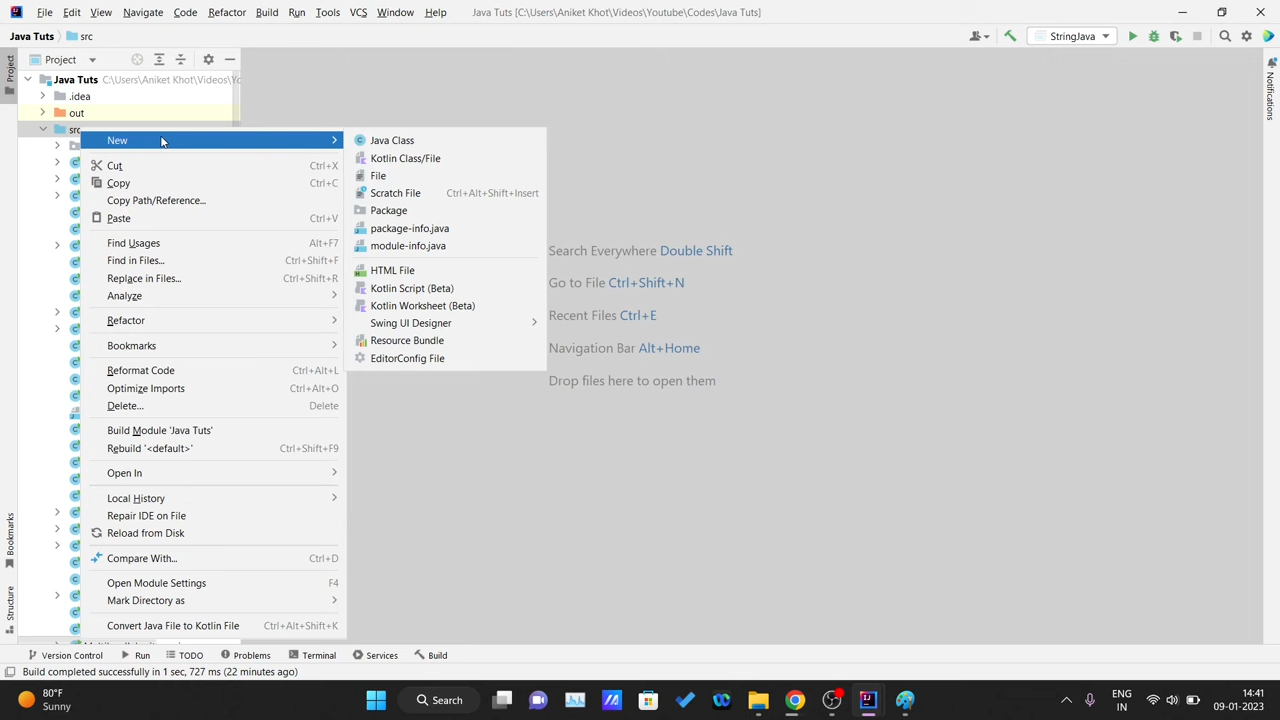 File Edit View Navigate Code Refactor Build Run Tools VCS Window Help Java Tuts [C:\Users\Aniket Khot\Videos\Youtube\Codes\Java Tuts]
Java Tuts src StringJava
Project
Java Tuts C:\Users\Aniket Khot\Videos\Yo
.idea
out
src
New
Cut Ctrl+X
Copy Ctrl+C
Copy Path/Reference...
Paste Ctrl+V
Find Usages Alt+F7
Find in Files... Ctrl+Shift+F
Replace in Files... Ctrl+Shift+R
Analyze
Refactor
Bookmarks
Reformat Code Ctrl+Alt+L
Optimize Imports Ctrl+Alt+O
Delete... Delete
Build Module 'Java Tuts'
Rebuild '<default>' Ctrl+Shift+F9
Open In
Local History
Repair IDE on File
Reload from Disk
Compare With... Ctrl+D
Open Module Settings F4
Mark Directory as
Convert Java File to Kotlin File Ctrl+Alt+Shift+K
Java Class
Kotlin Class/File
File
Scratch File Ctrl+Alt+Shift+Insert
Package
package-info.java
module-info.java
HTML File
Kotlin Script (Beta)
Kotlin Worksheet (Beta)
Swing UI Designer
Resource Bundle
EditorConfig File
Search Everywhere Double Shift
Go to File Ctrl+Shift+N
Recent Files Ctrl+E
Navigation Bar Alt+Home
Drop files here to open them
Project
Bookmarks
Structure
Notifications
Version Control Run TODO Problems Terminal Services Build
Build completed successfully in 1 sec, 727 ms (22 minutes ago)
80°F
Sunny
Search
ENG
IN
14:41
09-01-2023